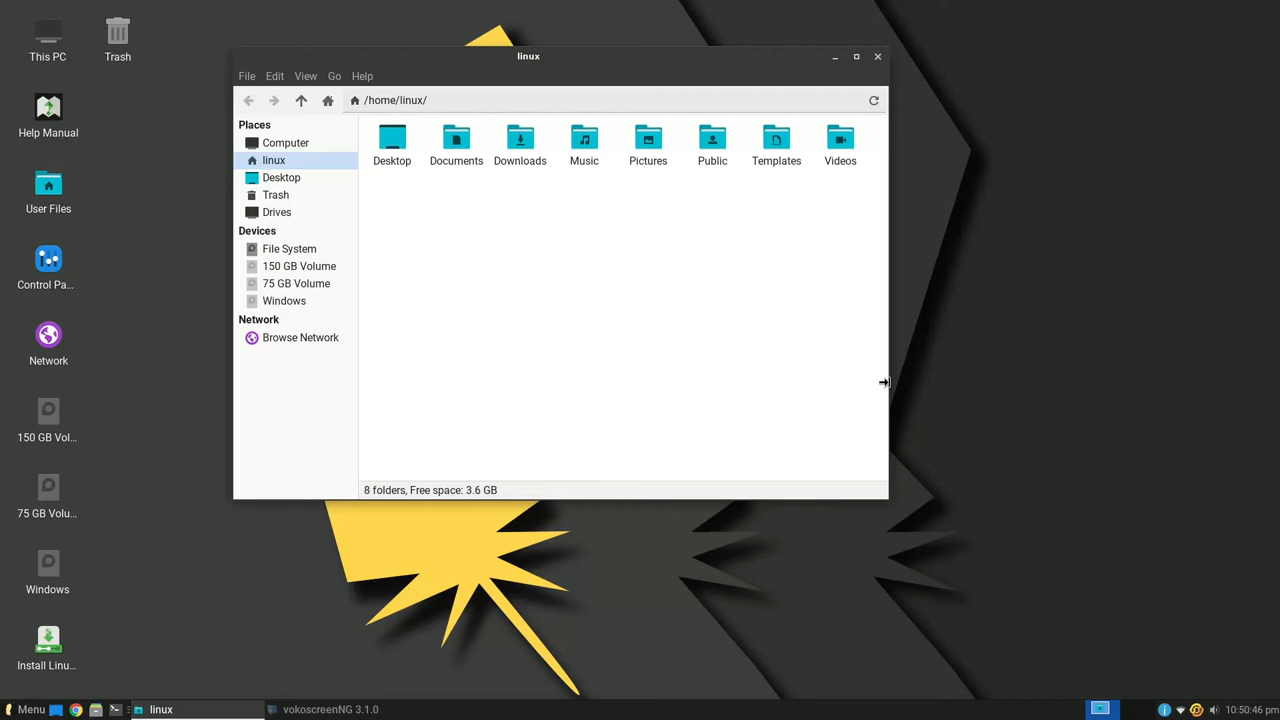 This PC
Trash
Help Manual
User Files
Control Pa...
Network
150 GB Vol...
75 GB Volu...
Windows
Install Linu...
linux
File Edit View Go Help
/home/linux/
Places
Computer
linux
Desktop
Trash
Drives
Devices
File System
150 GB Volume
75 GB Volume
Windows
Network
Browse Network
Desktop Documents Downloads Music Pictures Public Templates Videos
8 folders, Free space: 3.6 GB
Menu linux vokoscreenNG 3.1.0 10:50:46 pm